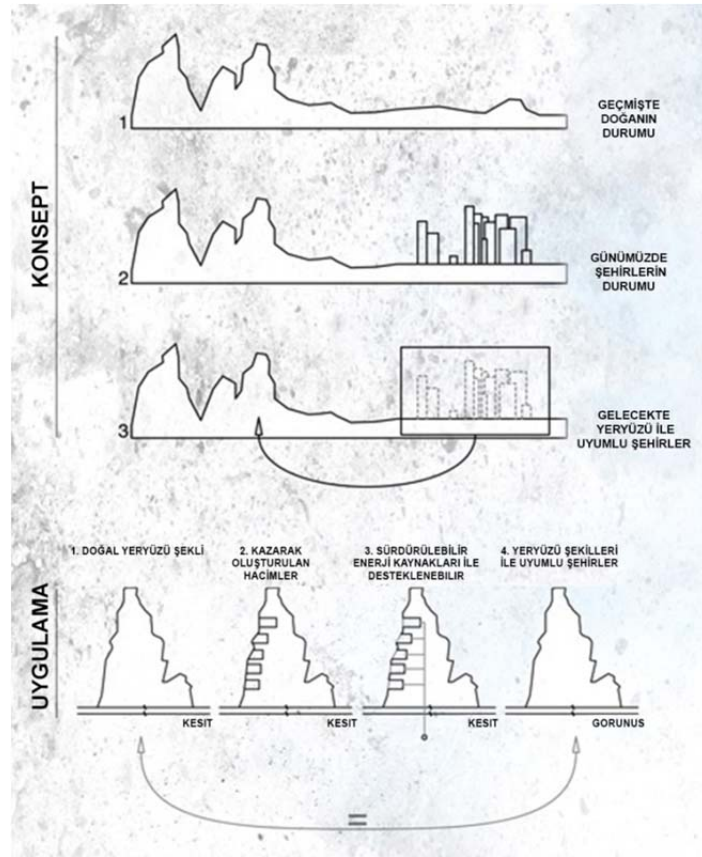 KONSEPT
1
GEÇMİŞTE
DOĞANIN
DURUMU
2
GÜNÜMÜZDE
ŞEHİRLERİN
DURUMU
3
GELECEKTE
YERYÜZÜ İLE
UYUMLU ŞEHİRLER
UYGULAMA
1. DOĞAL YERYÜZÜ ŞEKLİ
KESIT
2. KAZARAK
OLUŞTURULAN
HACİMLER
KESIT
3. SÜRDÜRÜLEBİLİR
ENERJİ KAYNAKLARI İLE
DESTEKLENEBILIR
KESIT
4. YERYÜZÜ ŞEKİLLERİ
İLE UYUMLU ŞEHİRLER
GORUNUS
=